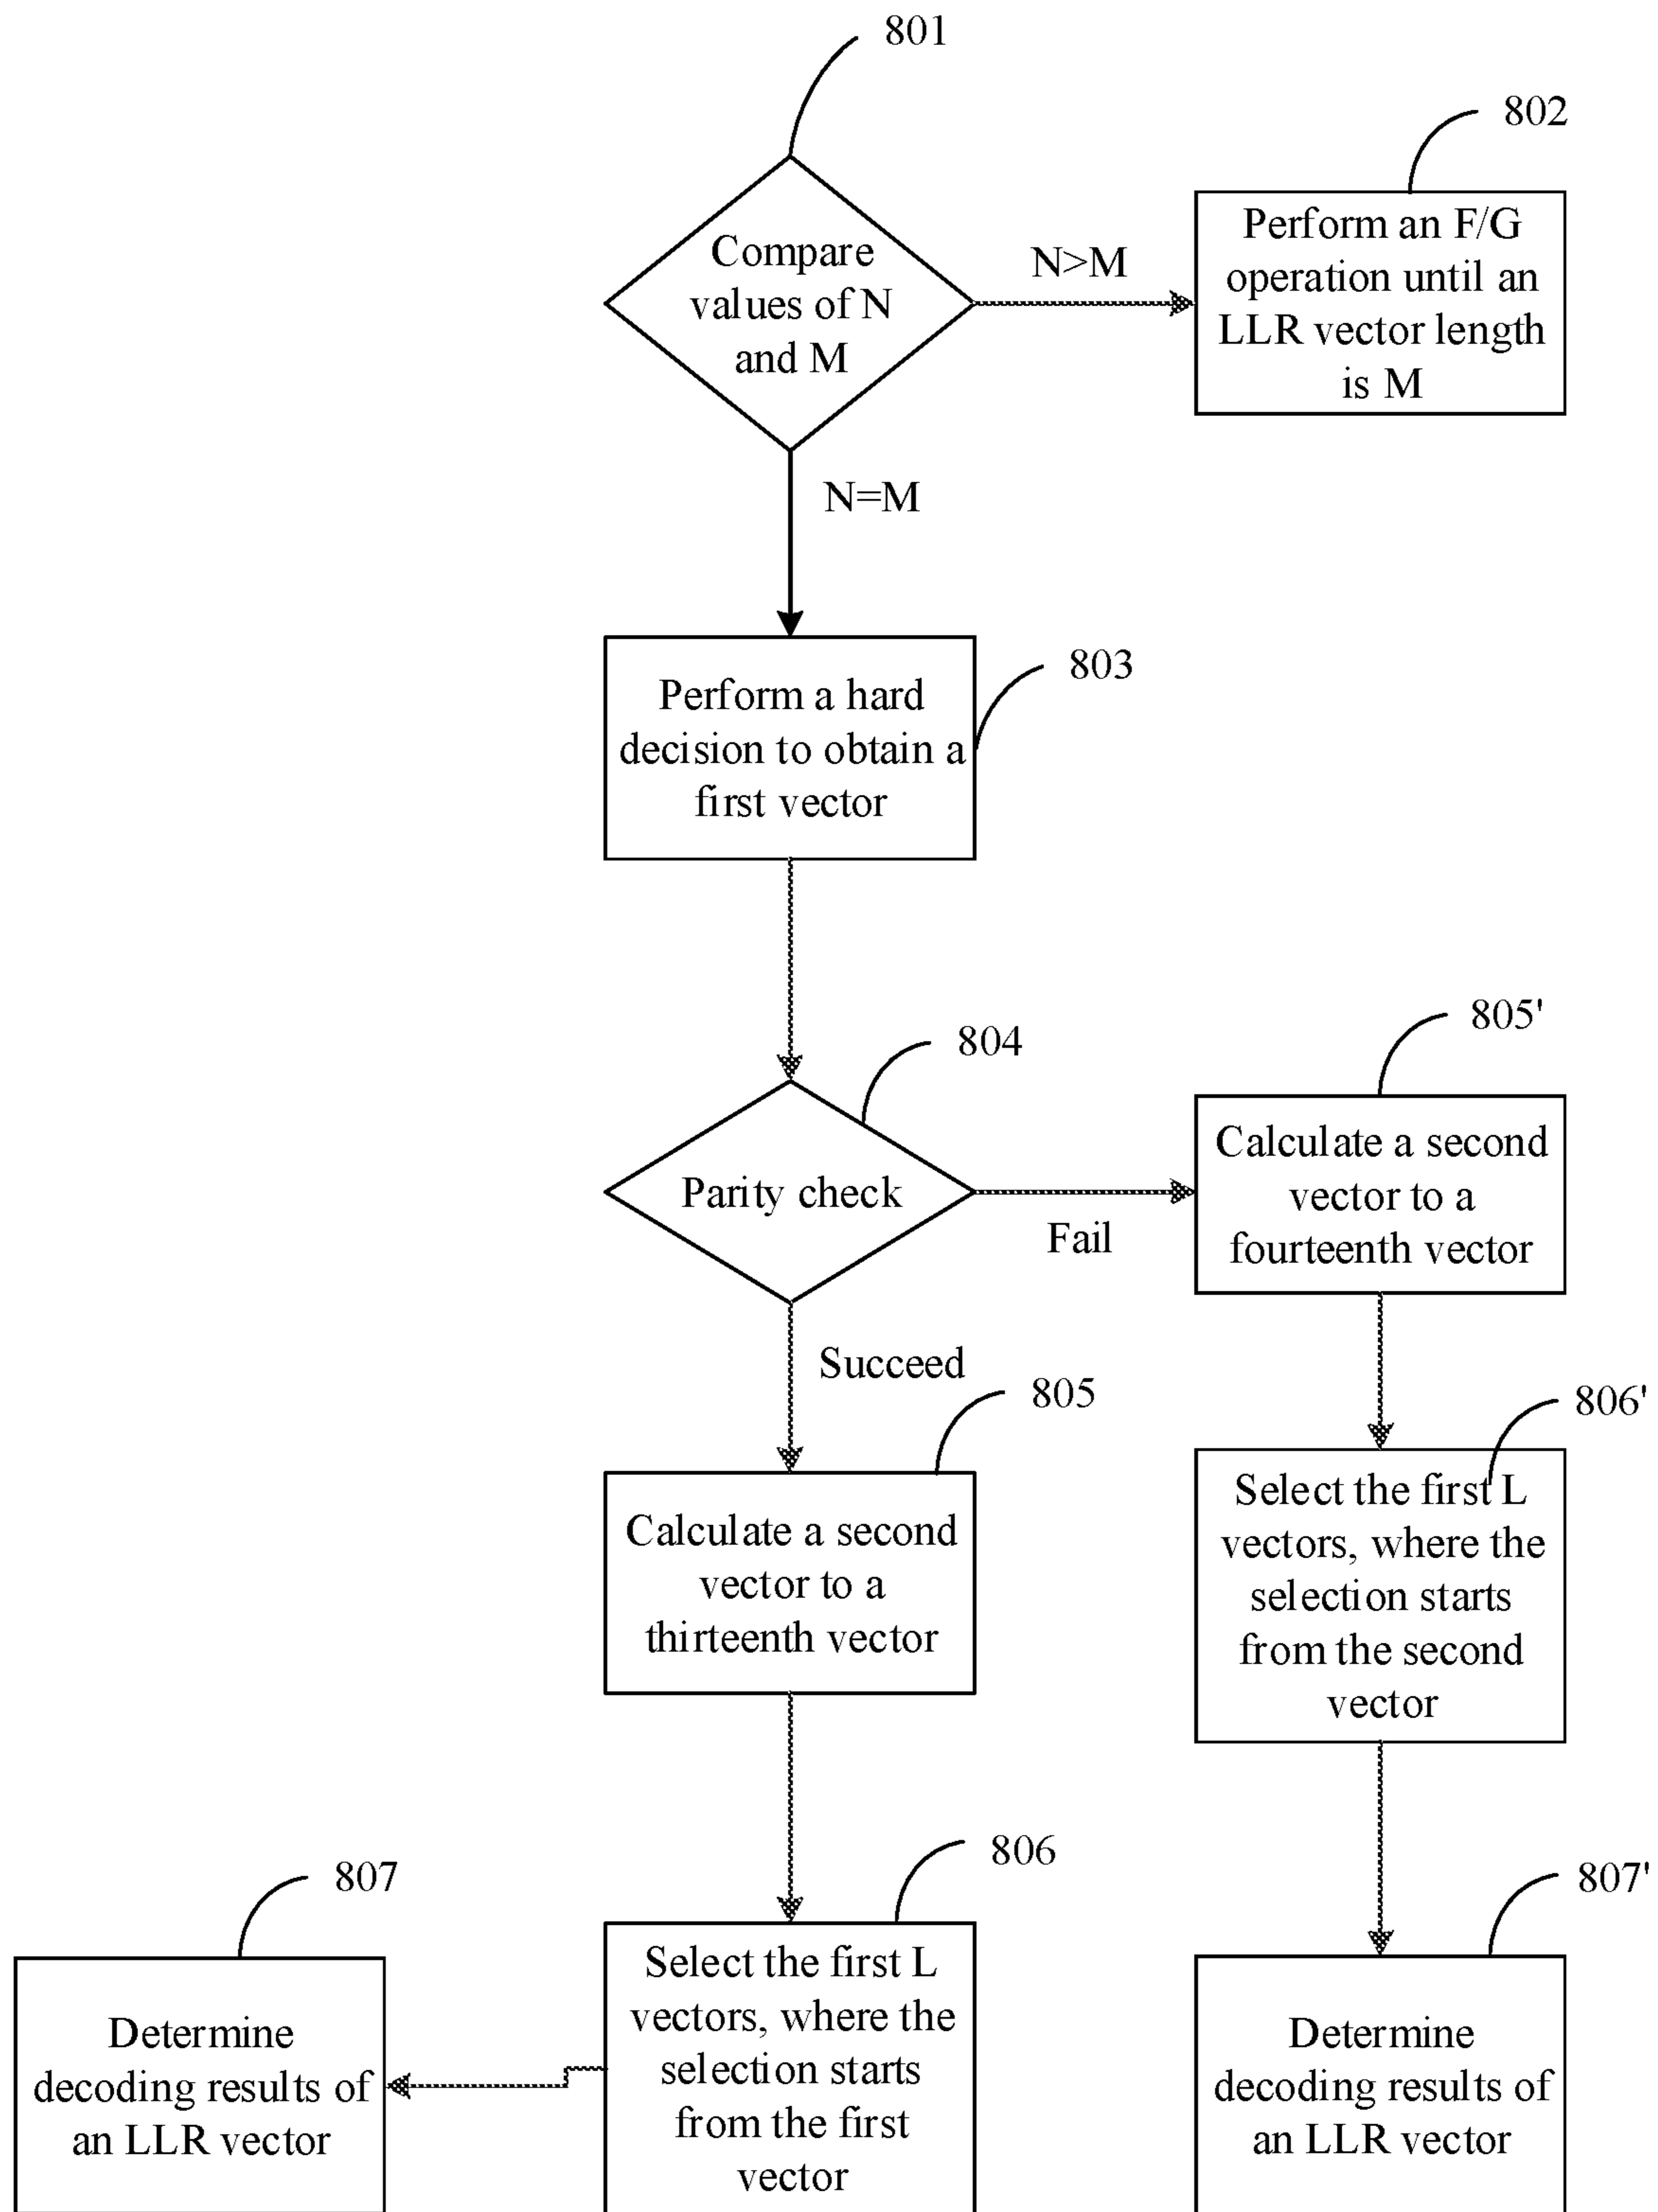 801
802
Compare
values of N
and M
N>M
Perform an F/G
operation until an
LLR vector length
is M
N=M
803
Perform a hard
decision to obtain a
first vector
804
Parity check
Fail
805'
Calculate a second
vector to a
fourteenth vector
Succeed
805
Calculate a second
vector to a
thirteenth vector
806'
Select the first L
vectors, where the
selection starts
from the second
vector
806
Select the first L
vectors, where the
selection starts
from the first
vector
807
Determine
decoding results of
an LLR vector
807'
Determine
decoding results of
an LLR vector